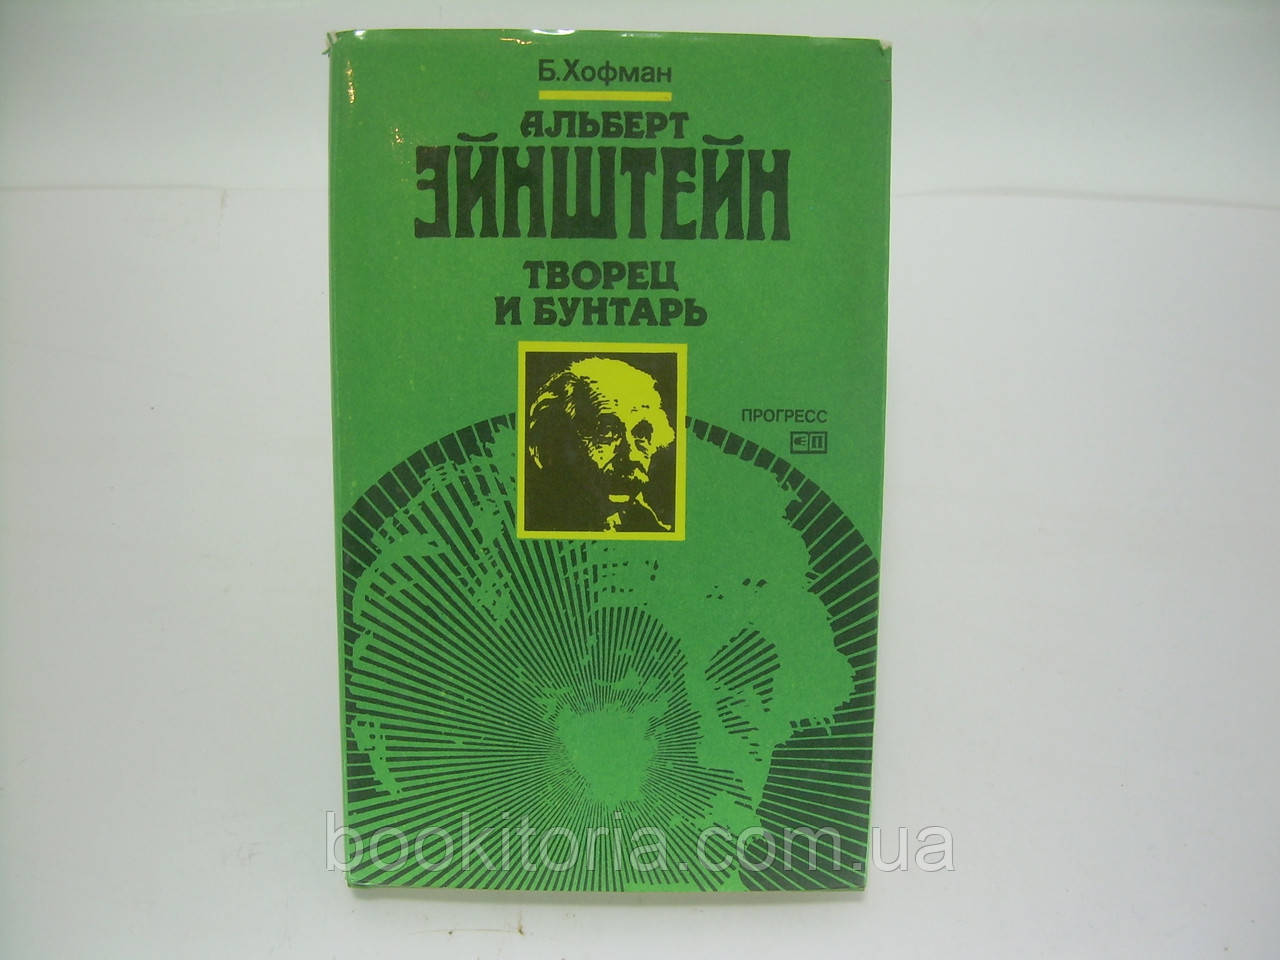 Б.Хофман
АЛЬБЕРТ
ЭЙНШТЕЙН
ТВОРЕЦ
И БУНТАРЬ
ПРОГРЕСС
bookitoria.com.ua